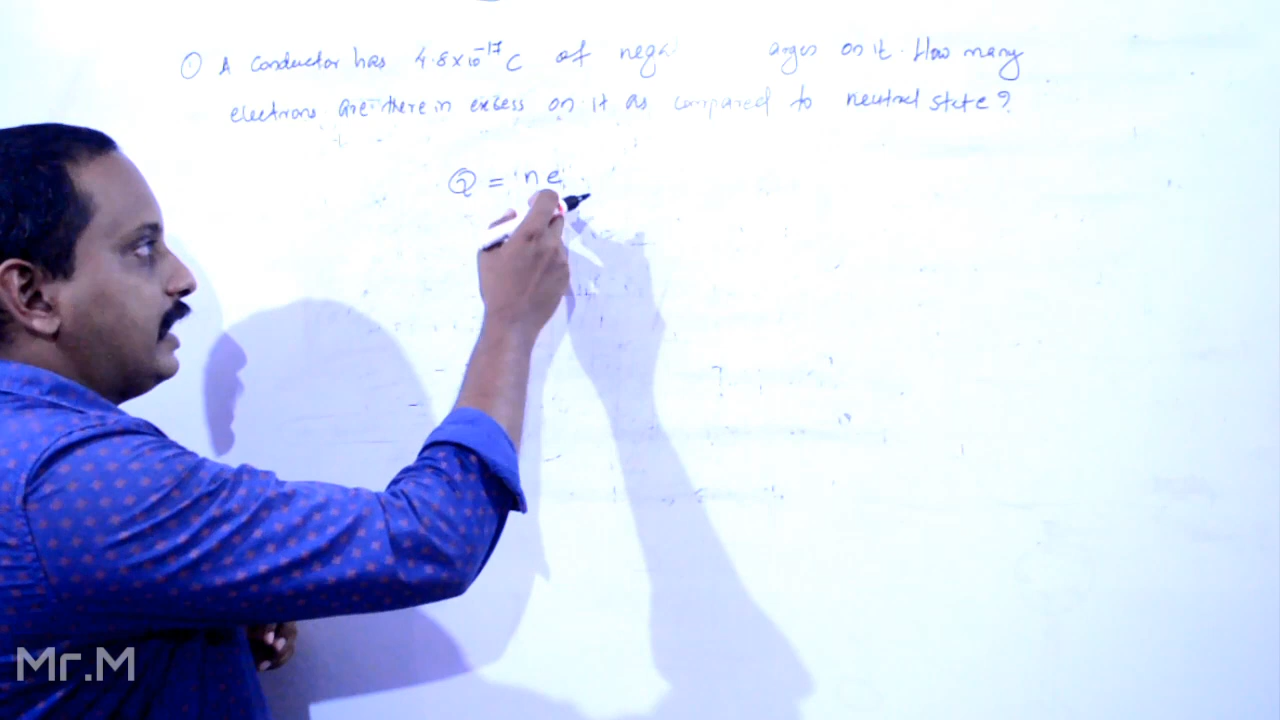 ① A conductor has 4.8x10⁻¹⁷ C of nega arges on it. How many
electrons are there in excess on it as compared to neutral state?
Q = ne
Mr.M